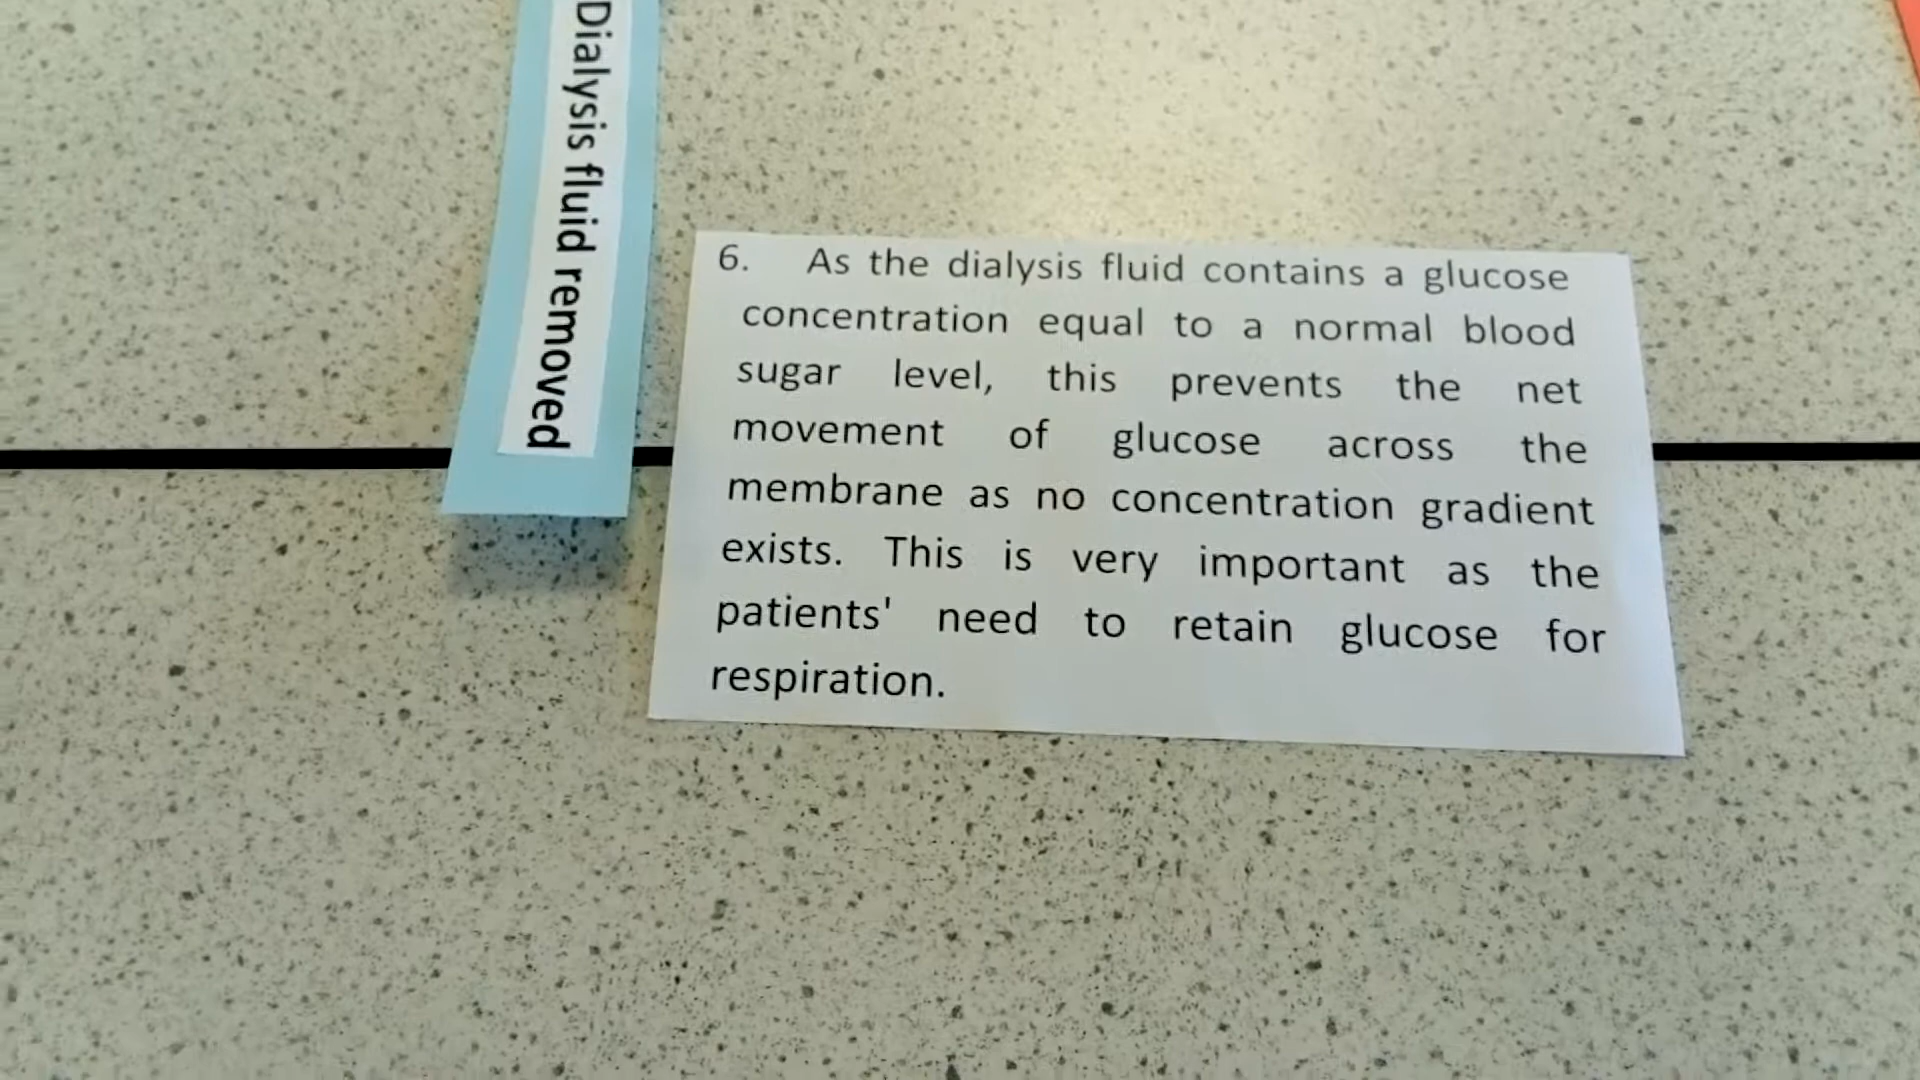 Dialysis fluid removed
6. As the dialysis fluid contains a glucose
concentration equal to a normal blood
sugar level, this prevents the net
movement of glucose across the
membrane as no concentration gradient
exists. This is very important as the
patients' need to retain glucose for
respiration.